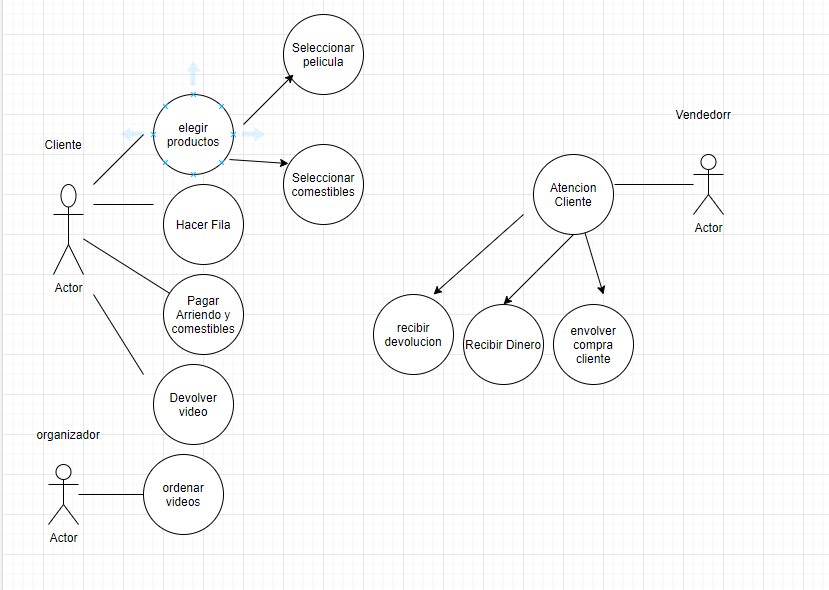 Seleccionar
pelicula
elegir
productos
Cliente
Seleccionar
comestibles
Hacer Fila
Actor
Pagar
Arriendo y
comestibles
Devolver
video
organizador
ordenar
videos
Actor
Vendedorr
Atencion
Cliente
Actor
recibir
devolucion
Recibir Dinero
envolver
compra
cliente